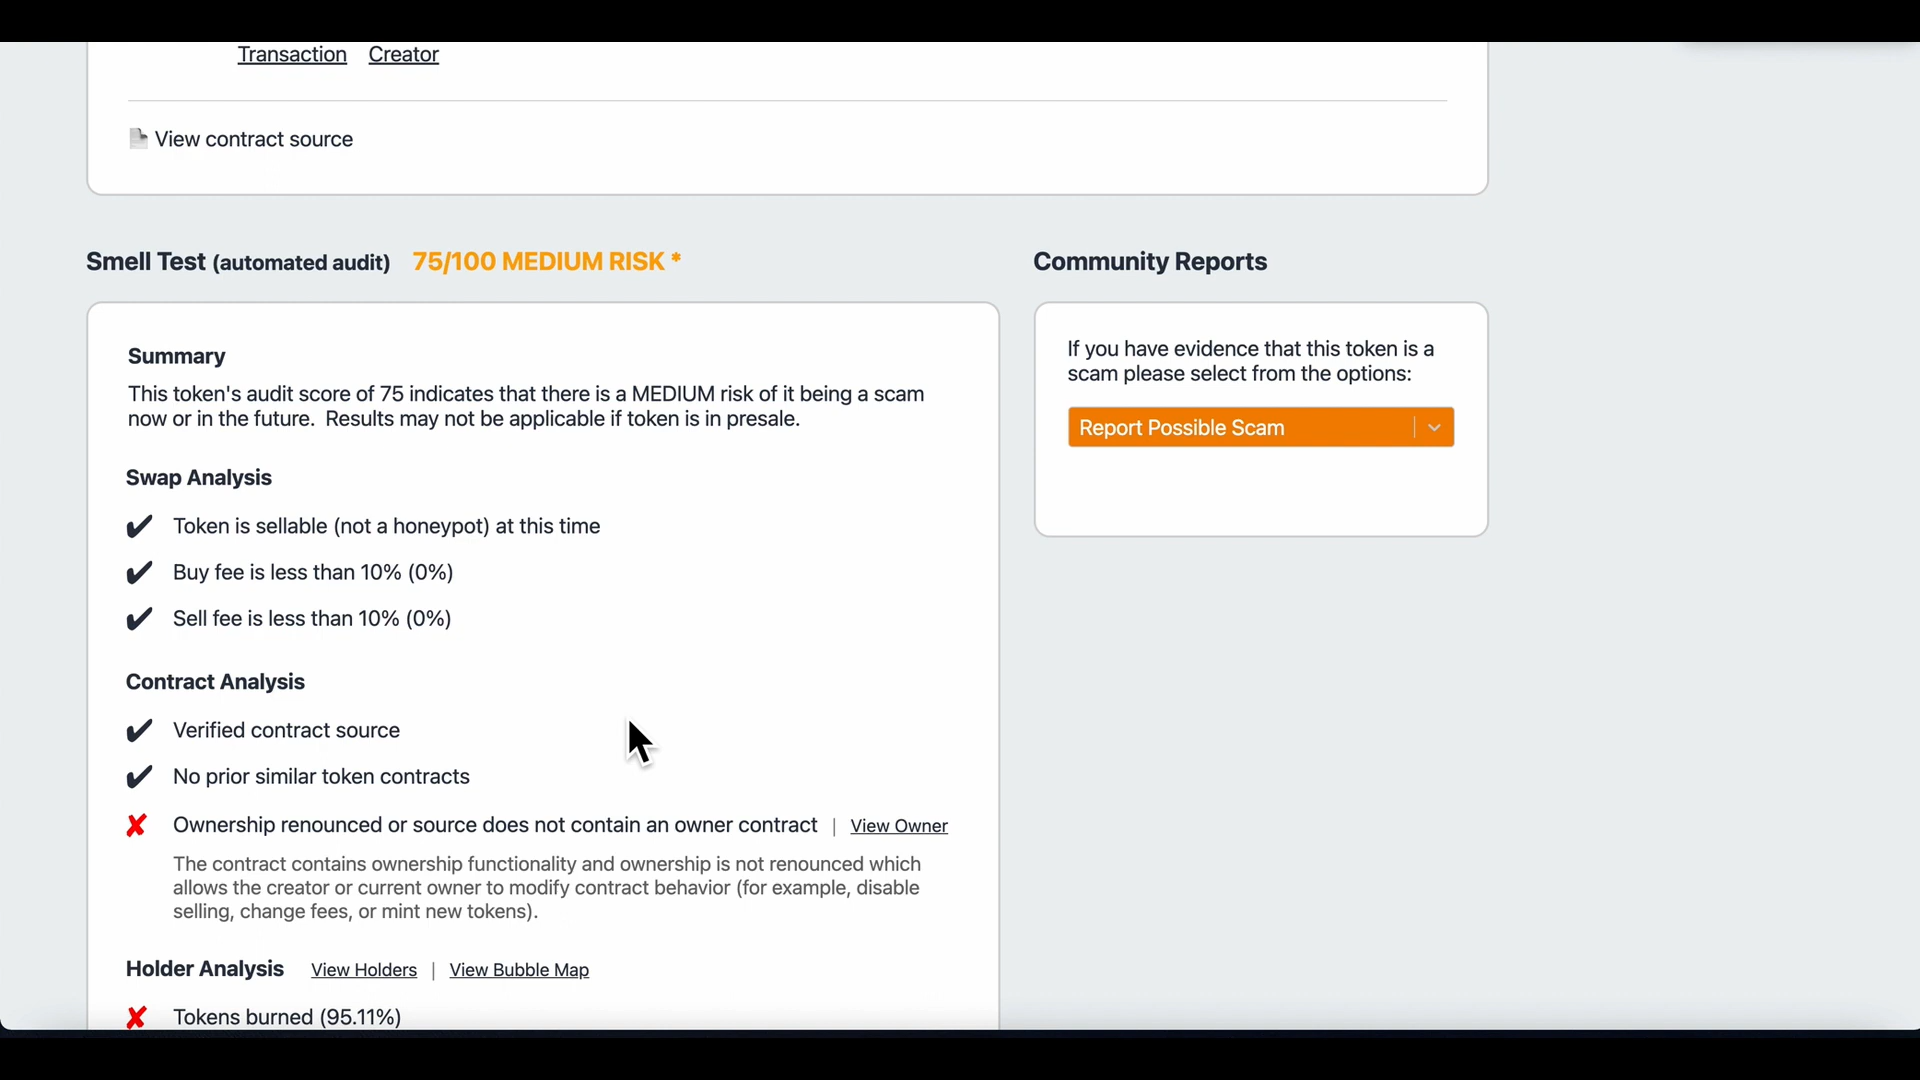 Transaction Creator
View contract source
Smell Test (automated audit) 75/100 MEDIUM RISK *
Community Reports
Summary
This token's audit score of 75 indicates that there is a MEDIUM risk of it being a scam
now or in the future. Results may not be applicable if token is in presale.
Swap Analysis
Token is sellable (not a honeypot) at this time
Buy fee is less than 10% (0%)
Sell fee is less than 10% (0%)
Contract Analysis
Verified contract source
No prior similar token contracts
Ownership renounced or source does not contain an owner contract | View Owner
The contract contains ownership functionality and ownership is not renounced which
allows the creator or current owner to modify contract behavior (for example, disable
selling, change fees, or mint new tokens).
Holder Analysis View Holders | View Bubble Map
Tokens burned (95.11%)
If you have evidence that this token is a
scam please select from the options:
Report Possible Scam